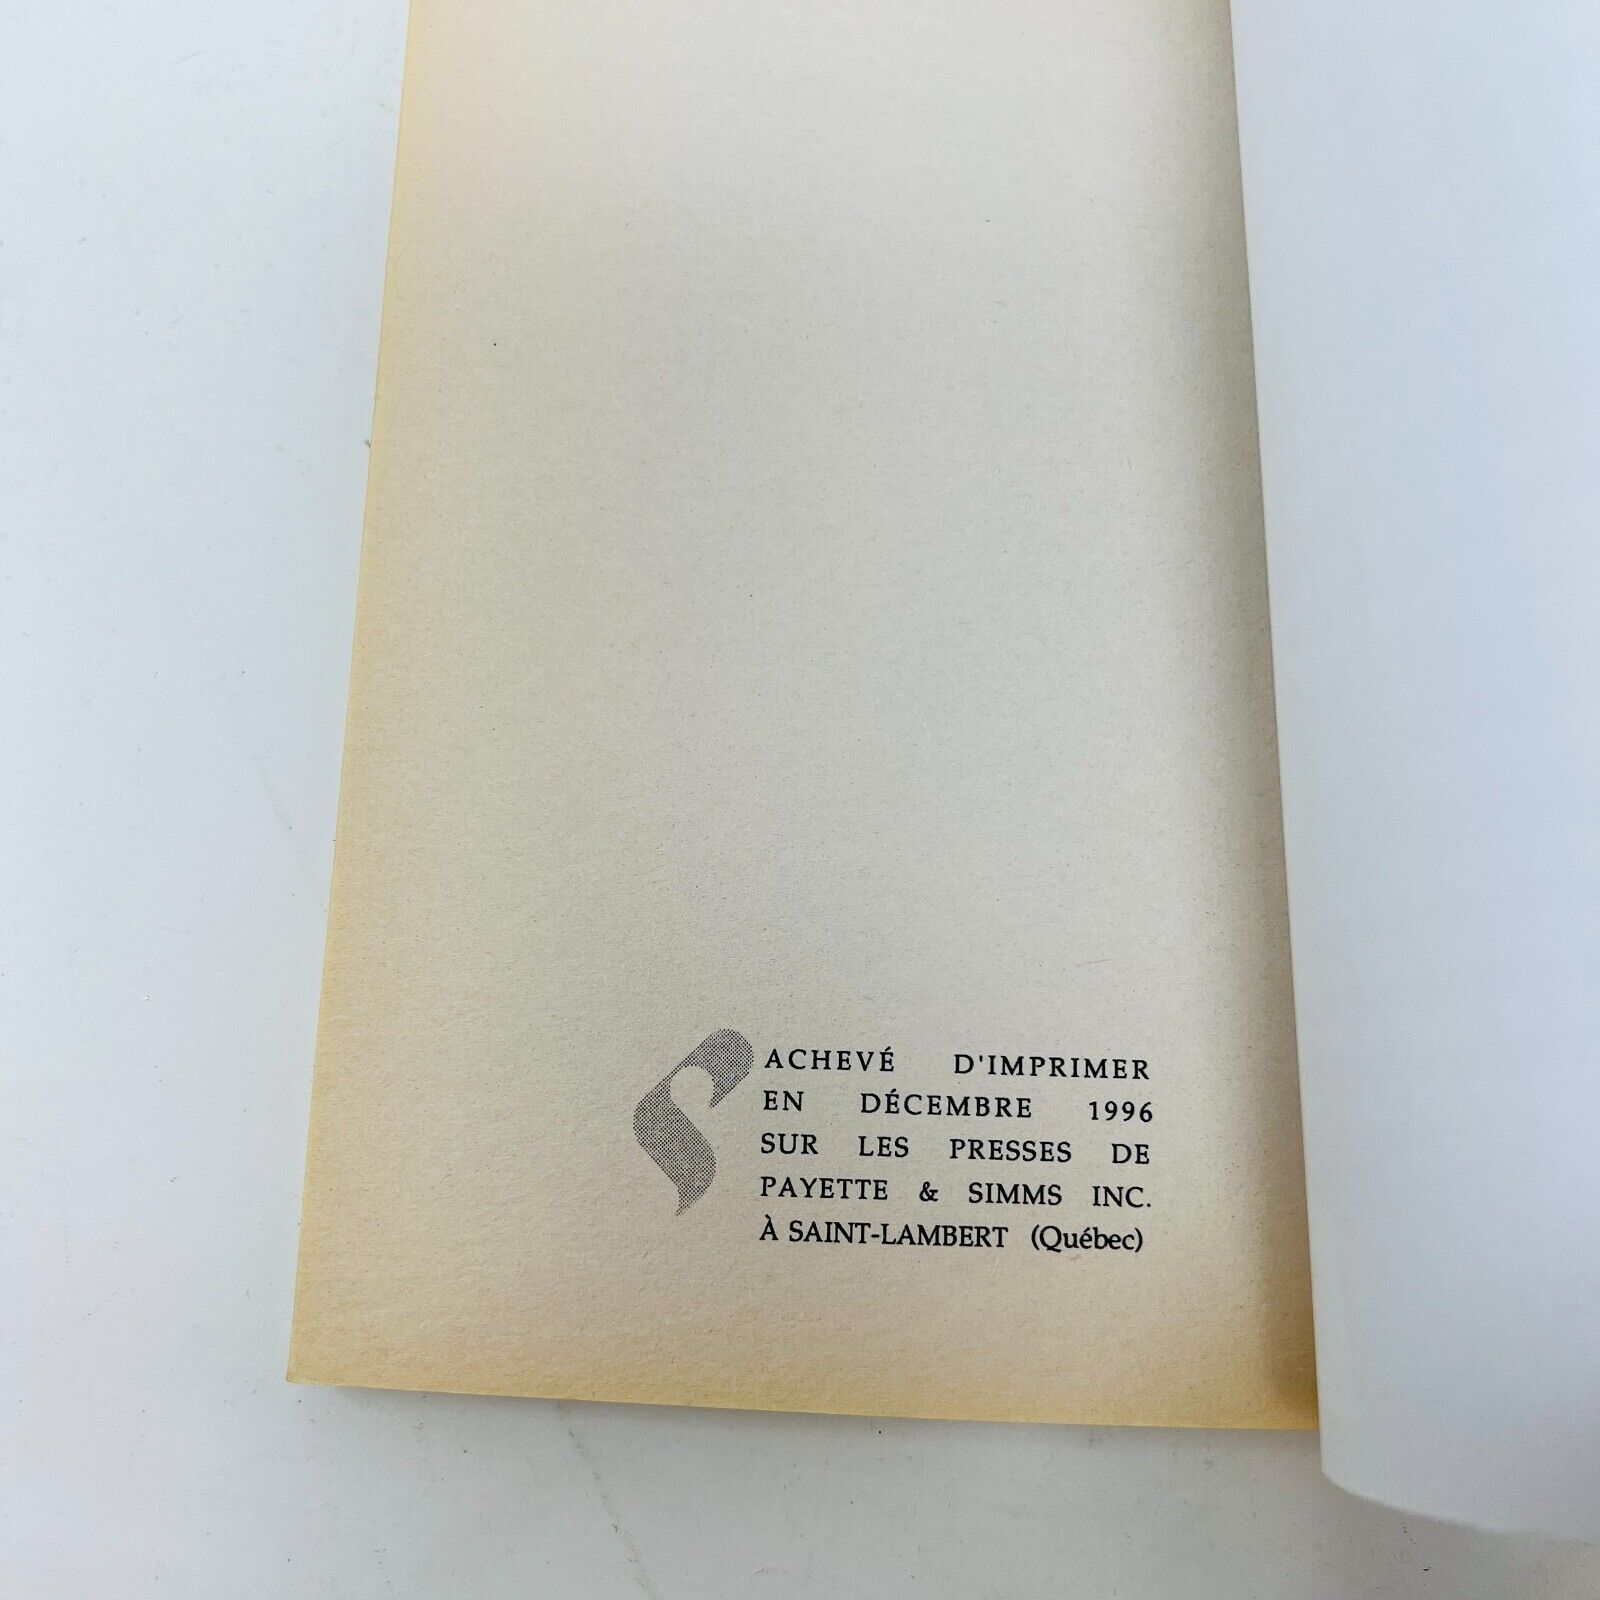 ACHEVÉ D'IMPRIMER
EN DÉCEMBRE 1996
SUR LES PRESSES DE
PAYETTE & SIMMS INC.
À SAINT-LAMBERT (Québec)